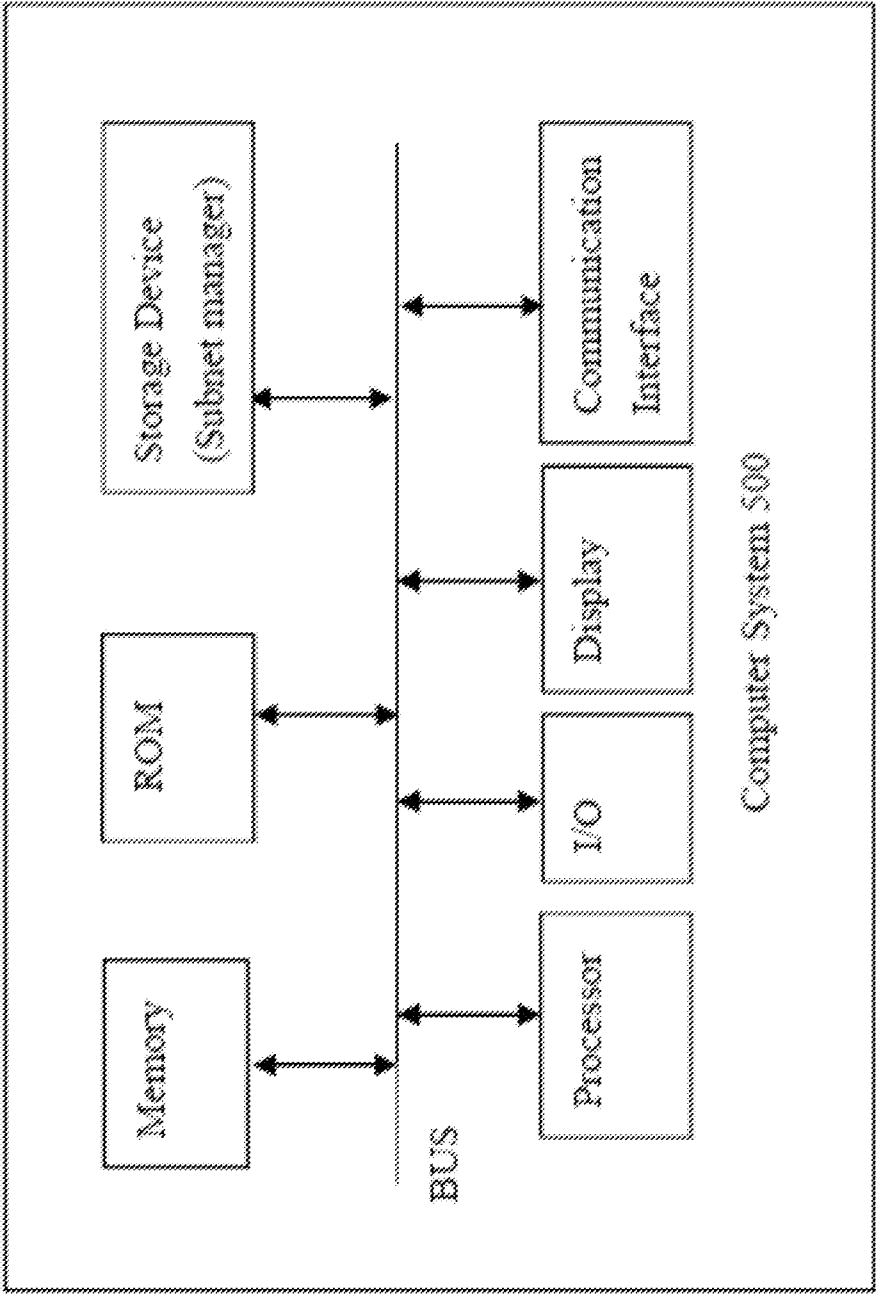 Memory
ROM
Storage Device
(Subnet manager)
BUS
Processor
I/O
Display
Communication
Interface
Computer System 500